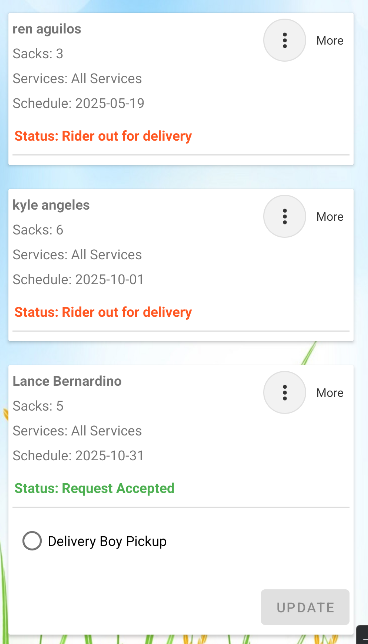 ren aguilos
More
Sacks: 3
Services: All Services
Schedule: 2025-05-19
Status: Rider out for delivery
kyle angeles
More
Sacks: 6
Services: All Services
Schedule: 2025-10-01
Status: Rider out for delivery
Lance Bernardino
More
Sacks: 5
Services: All Services
Schedule: 2025-10-31
Status: Request Accepted
Delivery Boy Pickup
UPDATE